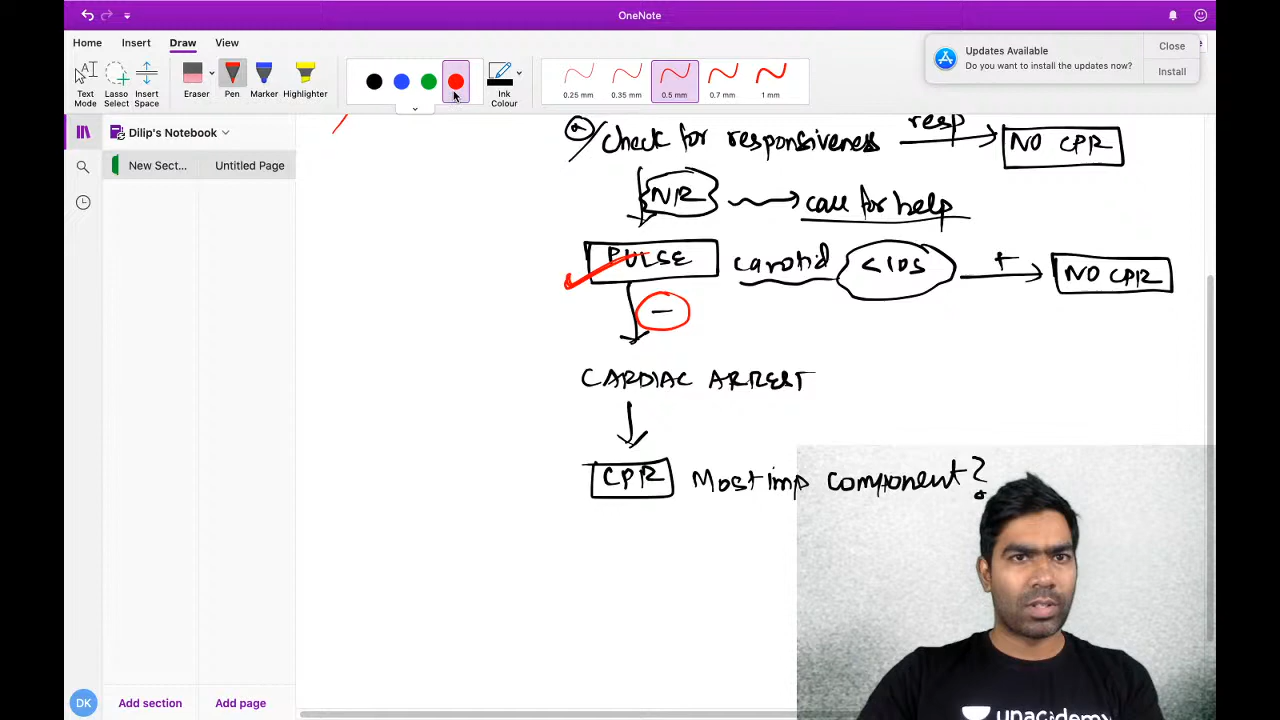 OneNote
Home Insert Draw View
Updates Available
Do you want to install the updates now?
Close
Install
Text Mode
Lasso Select
Insert Space
Eraser
Pen
Marker
Highlighter
Ink Colour
0.25 mm
0.35 mm
0.5 mm
0.7 mm
1 mm
Dilip's Notebook
New Sect...
Untitled Page
a) Check for responsiveness resp NO CPR
NR call for help
PULSE carotid <10s + NO CPR
−
CARDIAC ARREST
CPR Most imp component?
unacademy
DK Add section Add page